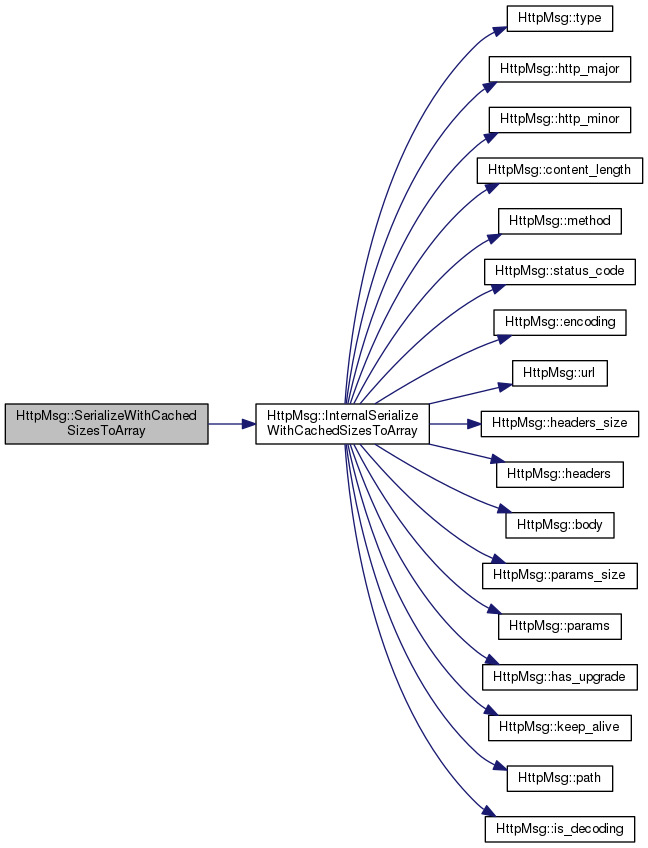 HttpMsg::SerializeWithCached
SizesToArray
HttpMsg::InternalSerialize
WithCachedSizesToArray
HttpMsg::type
HttpMsg::http_major
HttpMsg::http_minor
HttpMsg::content_length
HttpMsg::method
HttpMsg::status_code
HttpMsg::encoding
HttpMsg::url
HttpMsg::headers_size
HttpMsg::headers
HttpMsg::body
HttpMsg::params_size
HttpMsg::params
HttpMsg::has_upgrade
HttpMsg::keep_alive
HttpMsg::path
HttpMsg::is_decoding